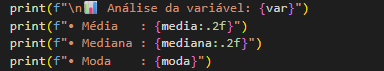 print(f"\n📊 Análise da variável: {var}")
print(f"• Média   : {media:.2f}")
print(f"• Mediana : {mediana:.2f}")
print(f"• Moda    : {moda}")